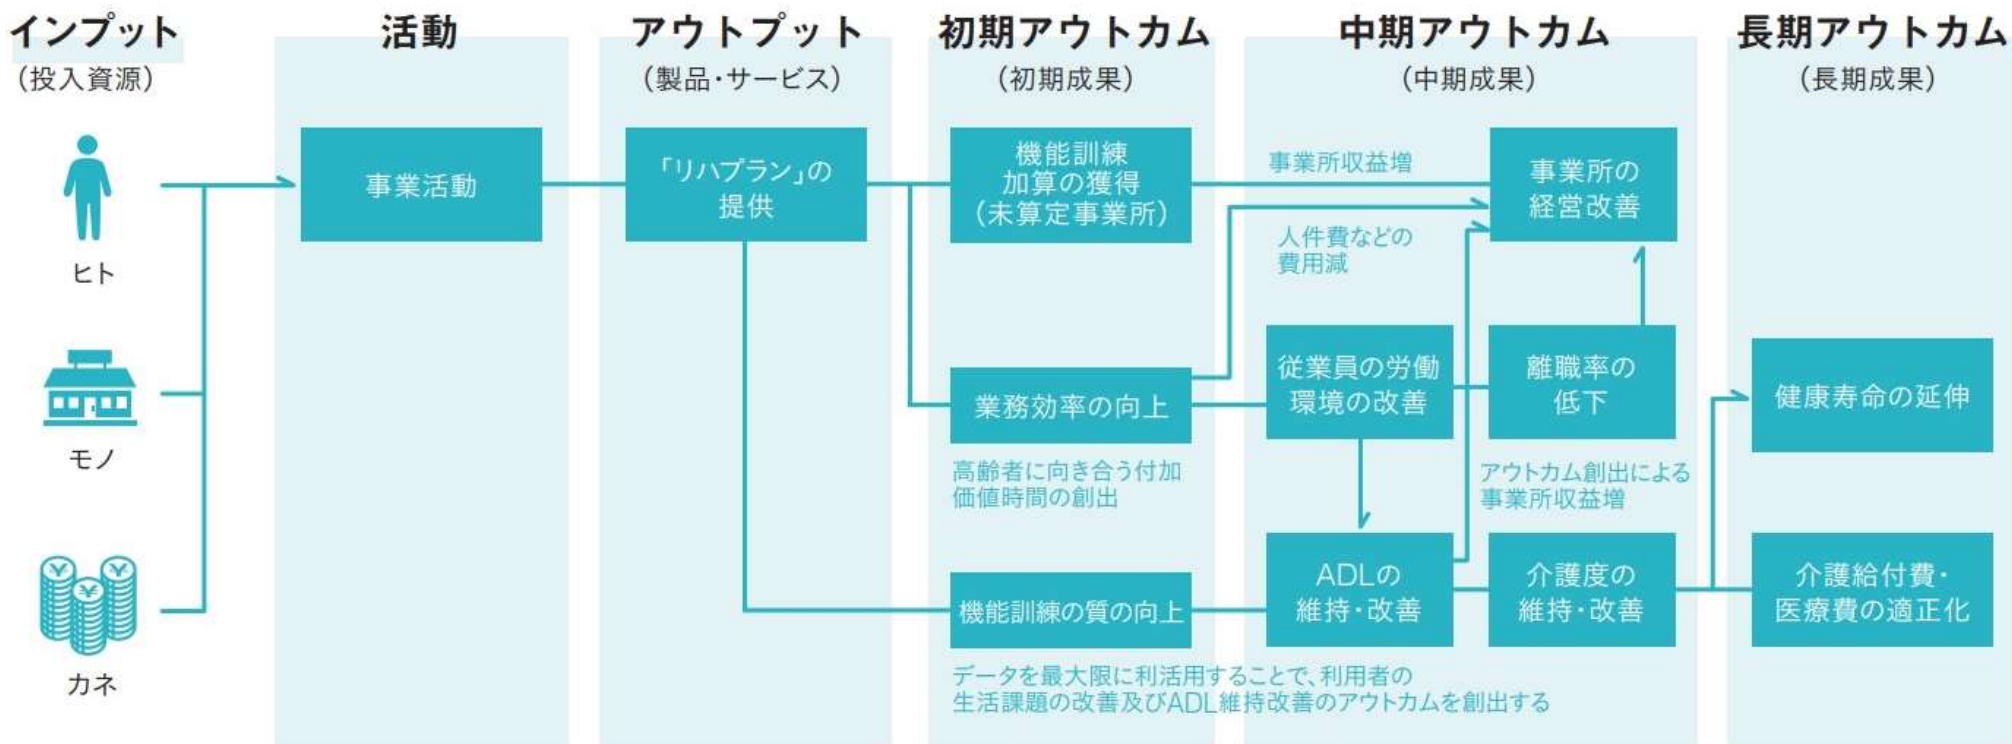 インプット
(投入資源)
ヒト
モノ
カネ
活動
事業活動
アウトプット
(製品・サービス)
「リハプラン」の
提供
初期アウトカム
(初期成果)
機能訓練
加算の獲得
(未算定事業所)
業務効率の向上
高齢者に向き合う付加
価値時間の創出
機能訓練の質の向上
データを最大限に利活用することで、利用者の
生活課題の改善及びADL維持改善のアウトカムを創出する
中期アウトカム
(中期成果)
事業所収益増
事業所の
経営改善
人件費などの
費用減
従業員の労働
環境の改善
離職率の
低下
アウトカム創出による
事業所収益増
ADLの
維持・改善
介護度の
維持・改善
長期アウトカム
(長期成果)
健康寿命の延伸
介護給付費・
医療費の適正化